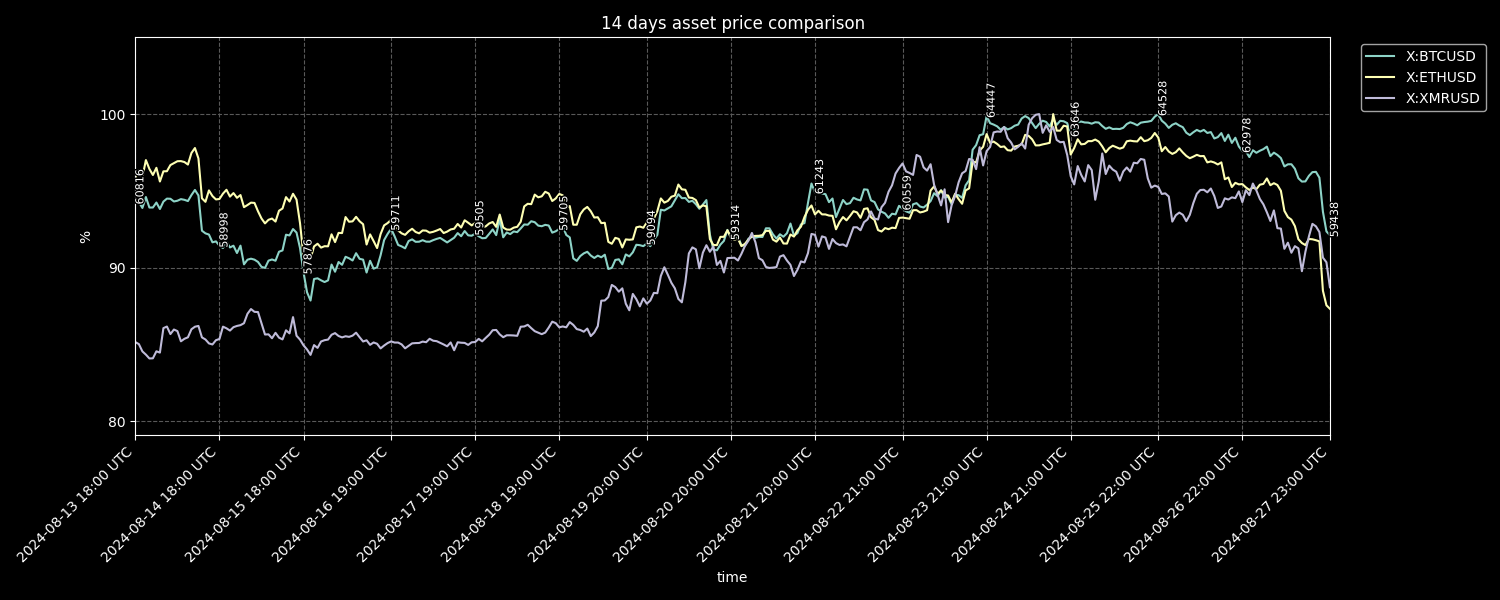 14 days asset price comparison
X:BTCUSD
X:ETHUSD
X:XMRUSD
%
100
90
80
60816
58998
57876
59711
59505
59705
59094
59314
61243
60559
64447
63646
64528
62978
59438
2024-08-13 18:00 UTC
2024-08-14 18:00 UTC
2024-08-15 18:00 UTC
2024-08-16 19:00 UTC
2024-08-17 19:00 UTC
2024-08-18 19:00 UTC
2024-08-19 20:00 UTC
2024-08-20 20:00 UTC
2024-08-21 20:00 UTC
2024-08-22 21:00 UTC
2024-08-23 21:00 UTC
2024-08-24 21:00 UTC
2024-08-25 22:00 UTC
2024-08-26 22:00 UTC
2024-08-27 23:00 UTC
time